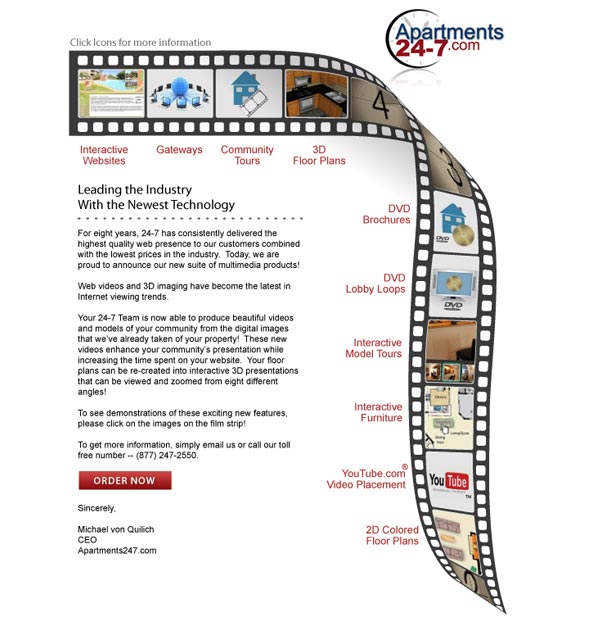 Apartments
24-7.com
Click Icons for more information
4
3
Interactive
Websites
Gateways
Community
Tours
3D
Floor Plans
Leading the Industry
With the Newest Technology
For eight years, 24-7 has consistently delivered the
highest quality web presence to our customers combined
with the lowest prices in the industry.  Today, we are
proud to announce our new suite of multimedia products!
Web videos and 3D imaging have become the latest in
Internet viewing trends.
Your 24-7 Team is now able to produce beautiful videos
and models of your community from the digital images
that we've already taken of your property!  These new
videos enhance your community's presentation while
increasing the time spent on your website.  Your floor
plans can be re-created into interactive 3D presentations
that can be viewed and zoomed from eight different
angles!
To see demonstrations of these exciting new features,
please click on the images on the film strip!
To get more information, simply email us or call our toll
free number -- (877) 247-2550.
ORDER NOW
Sincerely,
Michael von Quilich
CEO
Apartments247.com
DVD
Brochures
DVD
DVD
Lobby Loops
DVD
Interactive
Model Tours
Interactive
Furniture
YouTube.com®
Video Placement
YouTube
TM
2D Colored
Floor Plans